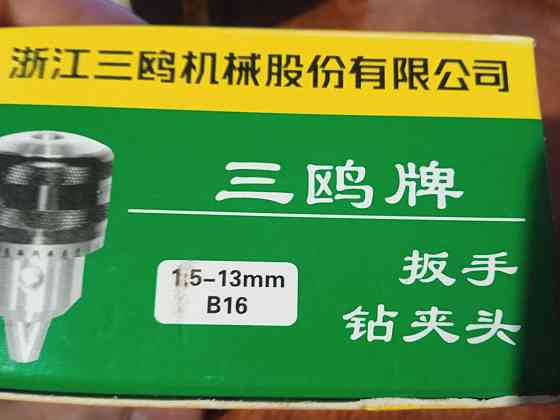 浙江三鸥机械股份有限公司
三鸥牌
1.5-13mm
B16
扳手
钻夹头